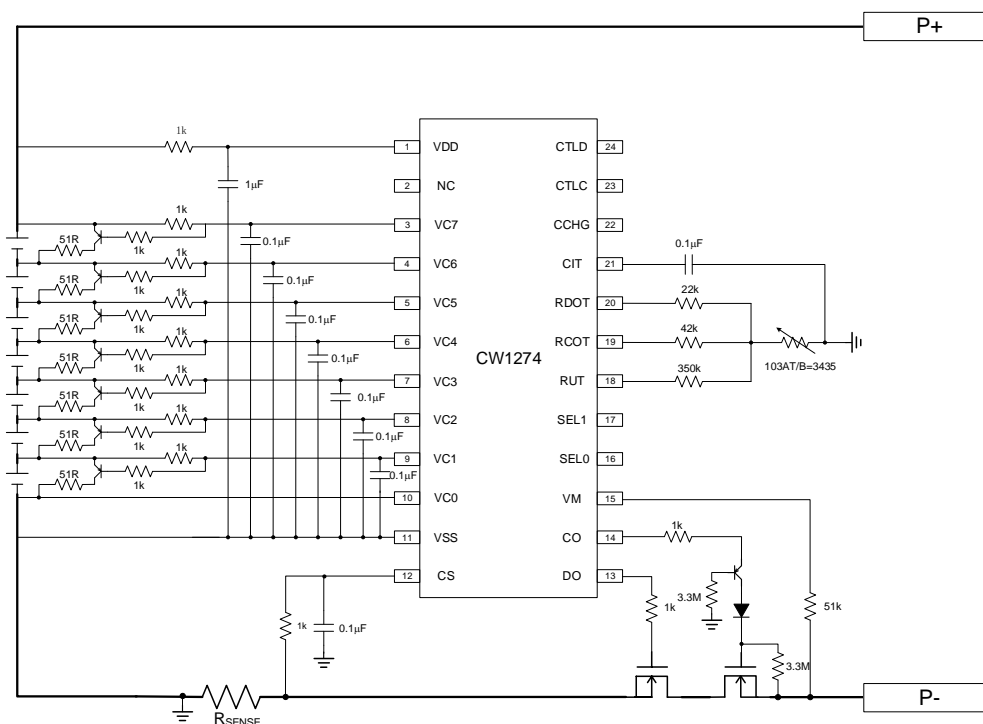 P+
1k
1 VDD
CTLD 24
2 NC
CTLC 23
1μF
1k
3 VC7
CCHG 22
51R
1k
0.1μF
1k
4 VC6
CIT 21
0.1μF
51R
1k
0.1μF
1k
5 VC5
RDOT 20
22k
51R
1k
0.1μF
1k
6 VC4
RCOT 19
42k
CW1274
51R
1k
0.1μF
103AT/B=3435
1k
7 VC3
RUT 18
350k
51R
1k
0.1μF
1k
8 VC2
SEL1 17
51R
1k
0.1μF
1k
9 VC1
SEL0 16
51R
1k
0.1μF
10 VC0
VM 15
11 VSS
CO 14
1k
12 CS
DO 13
3.3M
1k
51k
1k
0.1μF
3.3M
RSENSE
P-